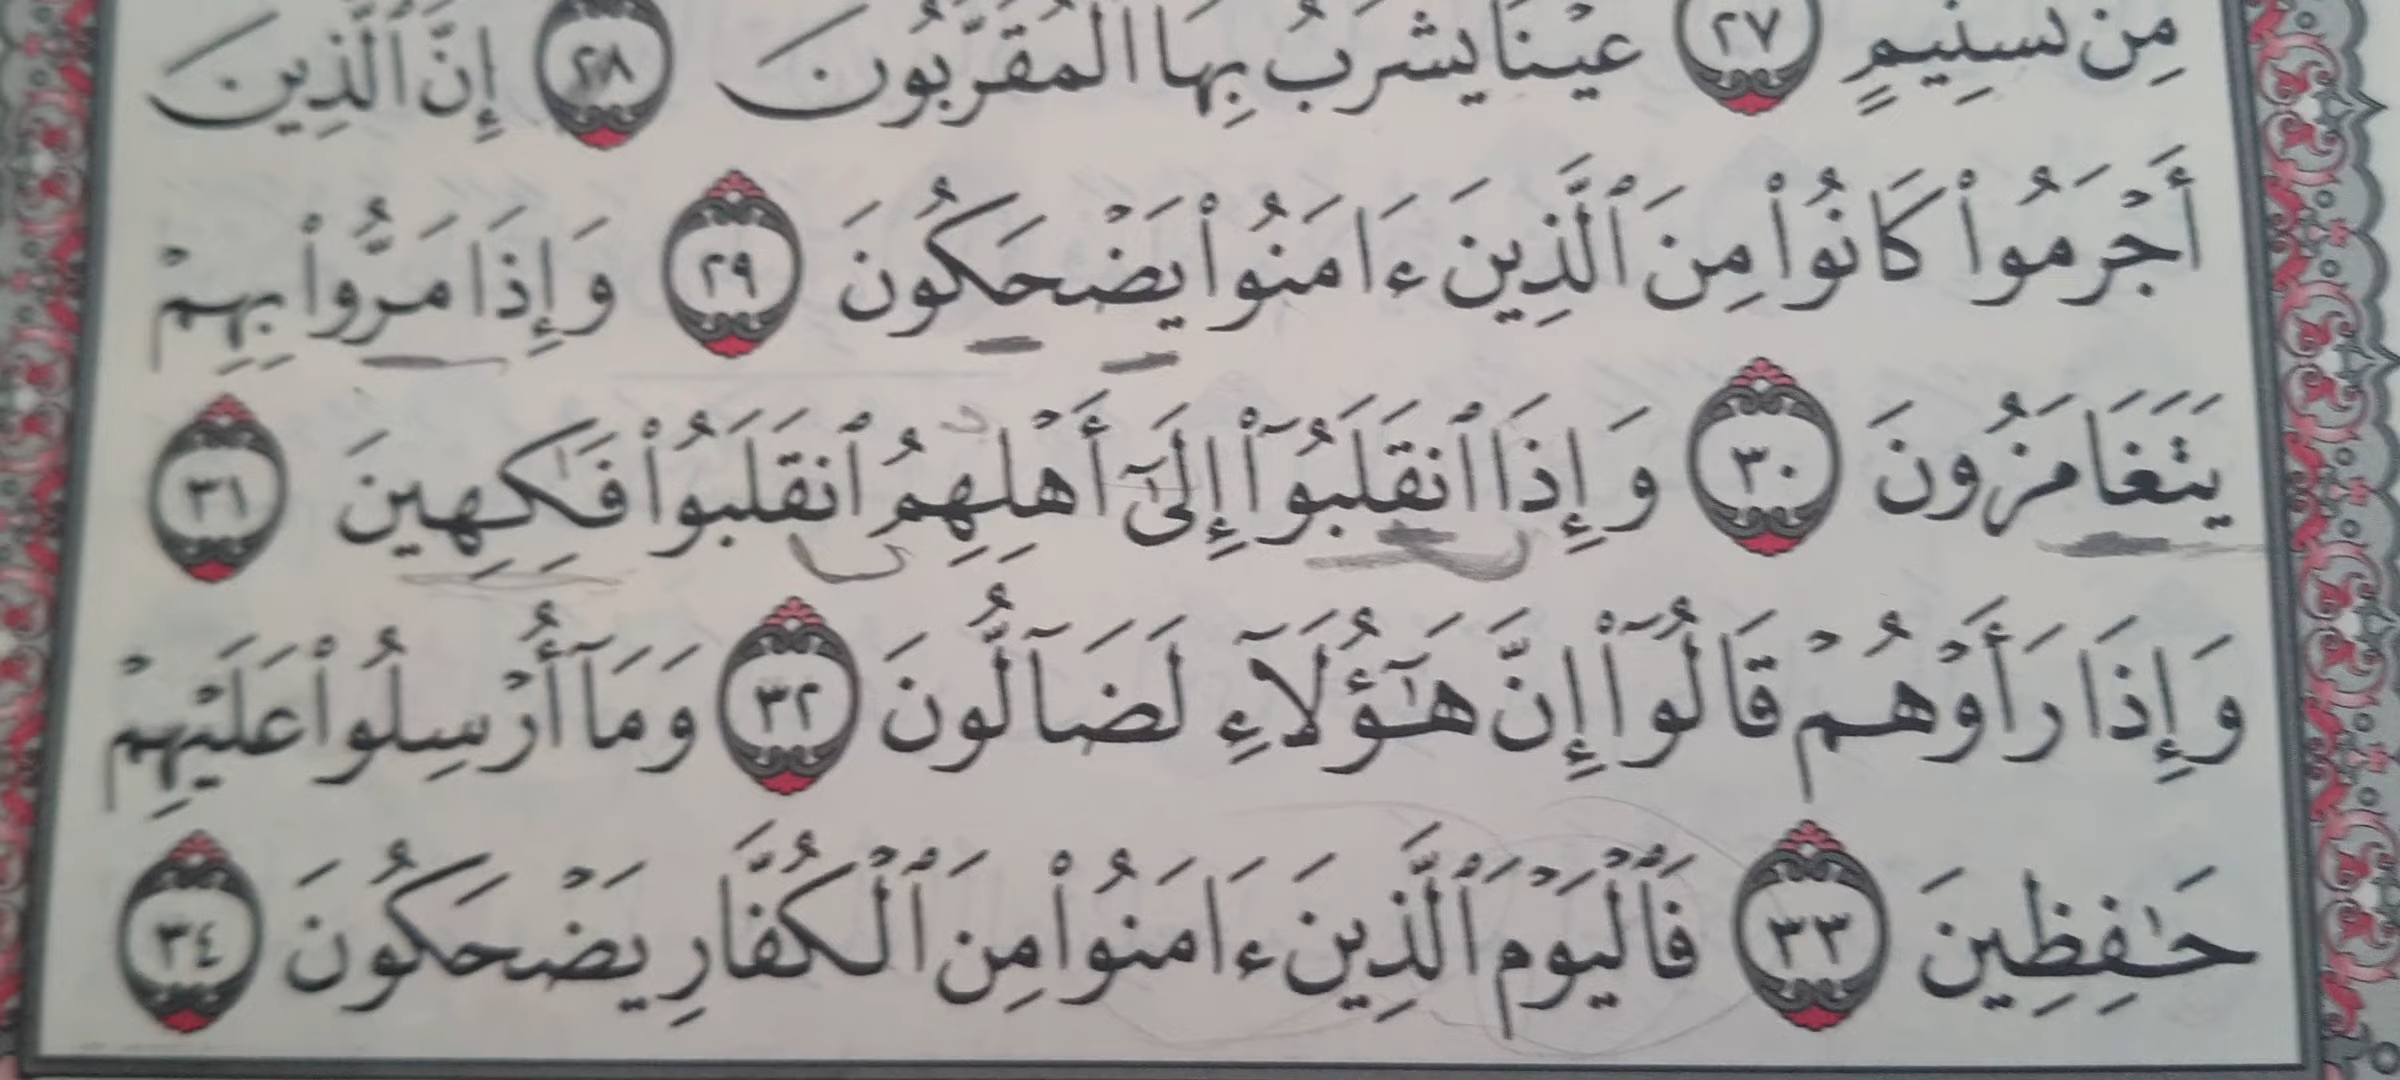 مِن تَسْنِيمٍ ٢٧ عَيْنًا يَشْرَبُ بِهَا ٱلْمُقَرَّبُونَ ٢٨ إِنَّ ٱلَّذِينَ
أَجْرَمُوا۟ كَانُوا۟ مِنَ ٱلَّذِينَ ءَامَنُوا۟ يَضْحَكُونَ ٢٩ وَإِذَا مَرُّوا۟ بِهِمْ
يَتَغَامَزُونَ ٣٠ وَإِذَا ٱنقَلَبُوٓا۟ إِلَىٰٓ أَهْلِهِمُ ٱنقَلَبُوا۟ فَـٰكِهِينَ ٣١
وَإِذَا رَأَوْهُمْ قَالُوٓا۟ إِنَّ هَـٰٓؤُلَآءِ لَضَآلُّونَ ٣٢ وَمَآ أُرْسِلُوا۟ عَلَيْهِمْ
حَـٰفِظِينَ ٣٣ فَٱلْيَوْمَ ٱلَّذِينَ ءَامَنُوا۟ مِنَ ٱلْكُفَّارِ يَضْحَكُونَ ٣٤